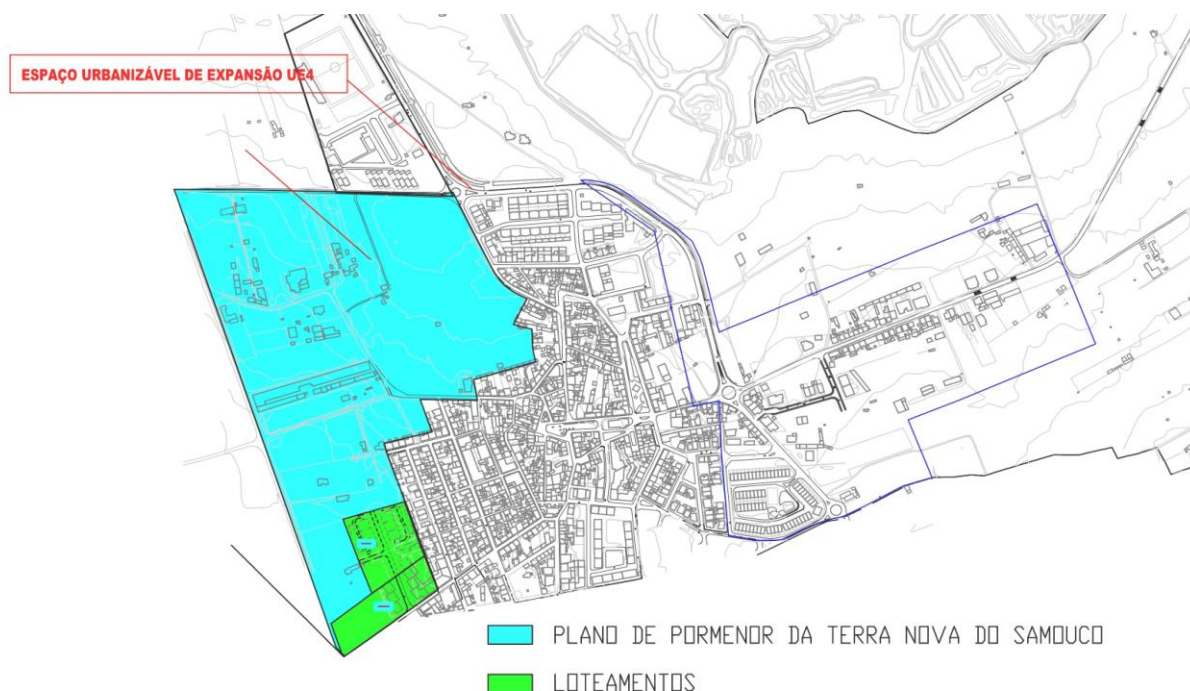 ESPAÇO URBANIZÁVEL DE EXPANSÃO UE4
PLANO DE PORMENOR DA TERRA NOVA DO SAMOUCO
LOTEAMENTOS